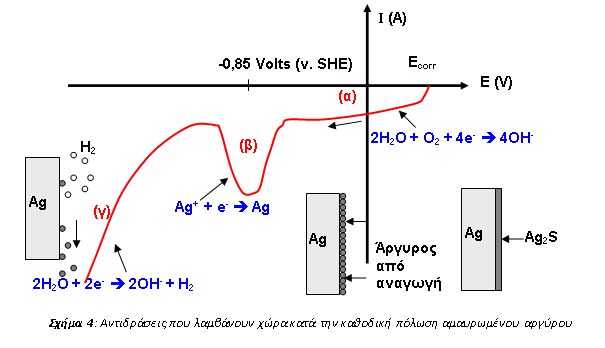 I (A)
-0,85 Volts (v. SHE)
Ecorr
E (V)
(α)
2H2O + O2 + 4e- ➔ 4OH-
(β)
H2
Ag
(γ)
Ag+ + e- ➔ Ag
2H2O + 2e- ➔ 2OH- + H2
Ag
Άργυρος
από
αναγωγή
Ag
Ag2S
Σχήμα 4: Αντιδράσεις που λαμβάνουν χώρα κατά την καθοδική πόλωση αμαυρωμένου αργύρου